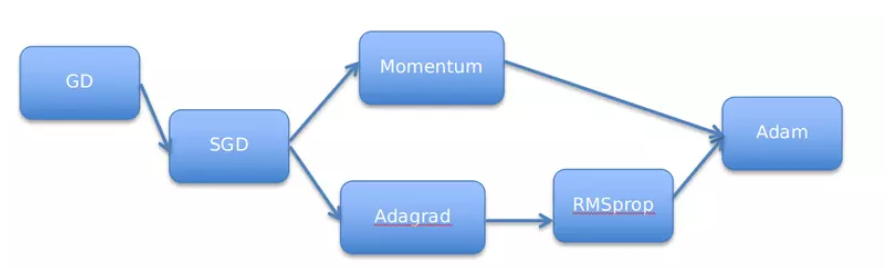 GD
SGD
Momentum
Adagrad
RMSprop
Adam